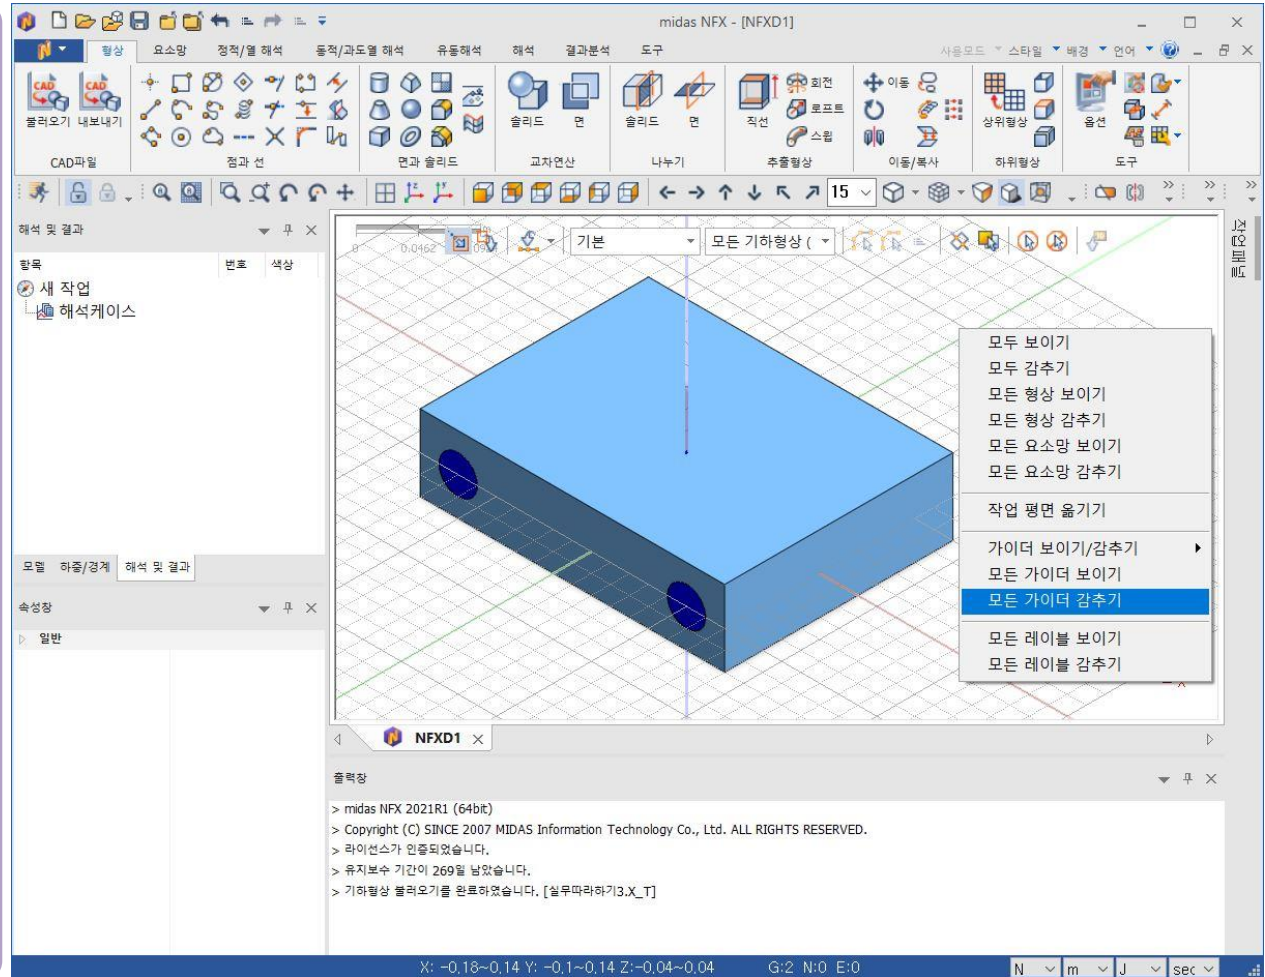 midas NFX - [NFXD1]
형상 요소망 정적/열 해석 동적/과도열 해석 유동해석 해석 결과분석 도구 사용모드 스타일 배경 언어
CAD CAD
불러오기 내보내기 솔리드 면 솔리드 면 직선 회전 로프트 스윕 이동 상위형상 옵션
CAD파일 점과 선 면과 솔리드 교차연산 나누기 추출형상 이동/복사 하위형상 도구
15
해석 및 결과
항목 번호 색상
새 작업
해석케이스
0 0.0462
기본 모든 기하형상 (
작업패널
모두 보이기
모두 감추기
모든 형상 보이기
모든 형상 감추기
모든 요소망 보이기
모든 요소망 감추기
작업 평면 옮기기
가이더 보이기/감추기
모든 가이더 보이기
모든 가이더 감추기
모든 레이블 보이기
모든 레이블 감추기
X
모델 하중/경계 해석 및 결과
속성창
일반
NFXD1
출력창
> midas NFX 2021R1 (64bit)
> Copyright (C) SINCE 2007 MIDAS Information Technology Co., Ltd. ALL RIGHTS RESERVED.
> 라이선스가 인증되었습니다.
> 유지보수 기간이 269일 남았습니다.
> 기하형상 불러오기를 완료하였습니다. [실무따라하기3.X_T]
X: -0.18~0.14 Y: -0.1~0.14 Z:-0.04~0.04 G:2 N:0 E:0 N m J sec